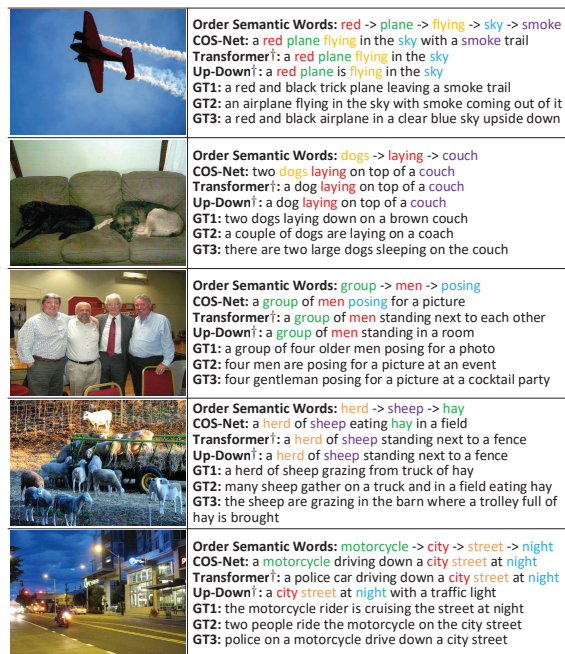 Order Semantic Words: red -> plane -> flying -> sky -> smoke
COS-Net: a red plane flying in the sky with a smoke trail
Transformer†: a red plane flying in the sky
Up-Down†: a red plane is flying in the sky
GT1: a red and black trick plane leaving a smoke trail
GT2: an airplane flying in the sky with smoke coming out of it
GT3: a red and black airplane in a clear blue sky upside down
Order Semantic Words: dogs -> laying -> couch
COS-Net: two dogs laying on top of a couch
Transformer†: a dog laying on top of a couch
Up-Down†: a dog laying on top of a couch
GT1: two dogs laying down on a brown couch
GT2: a couple of dogs are laying on a coach
GT3: there are two large dogs sleeping on the couch
Order Semantic Words: group -> men -> posing
COS-Net: a group of men posing for a picture
Transformer†: a group of men standing next to each other
Up-Down†: a group of men standing in a room
GT1: a group of four older men posing for a photo
GT2: four men are posing for a picture at an event
GT3: four gentleman posing for a picture at a cocktail party
Order Semantic Words: herd -> sheep -> hay
COS-Net: a herd of sheep eating hay in a field
Transformer†: a herd of sheep standing next to a fence
Up-Down†: a herd of sheep standing next to a fence
GT1: a herd of sheep grazing from truck of hay
GT2: many sheep gather on a truck and in a field eating hay
GT3: the sheep are grazing in the barn where a trolley full of
hay is brought
Order Semantic Words: motorcycle -> city -> street -> night
COS-Net: a motorcycle driving down a city street at night
Transformer†: a police car driving down a city street at night
Up-Down†: a city street at night with a traffic light
GT1: the motorcycle rider is cruising the street at night
GT2: two people ride the motorcycle on the city street
GT3: police on a motorcycle drive down a city street